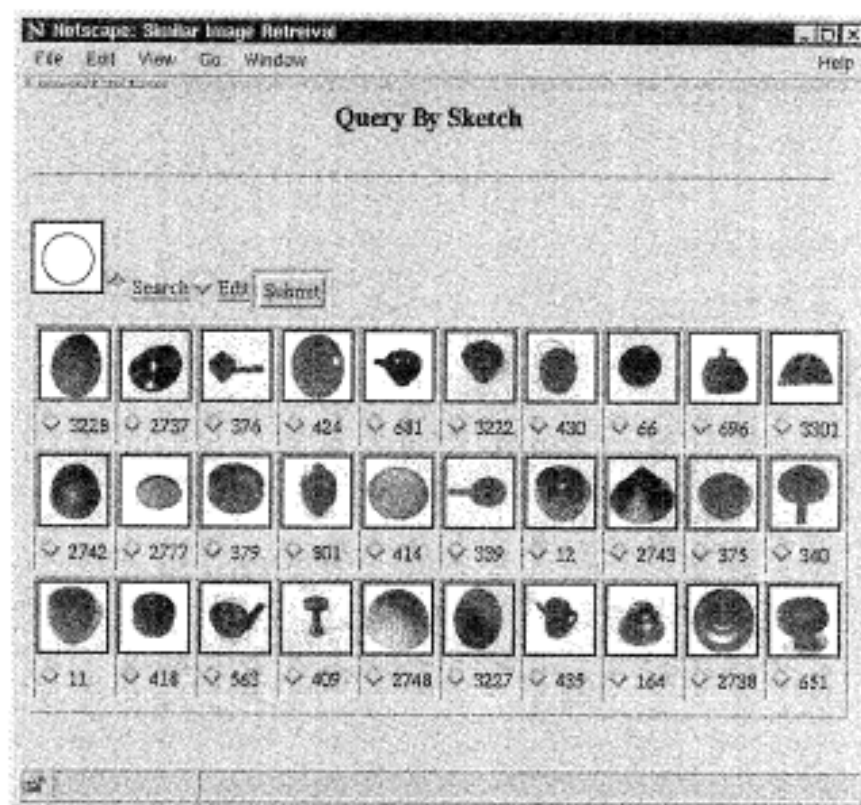 Netscape: Similar Image Retreival
File Edit View Go Window Help
Query By Sketch
Search Edit Submit
3228 2737 376 424 681 3222 430 66 696 3301
2742 2777 379 801 414 339 12 2743 375 340
11 418 563 409 2748 3227 435 164 2738 651